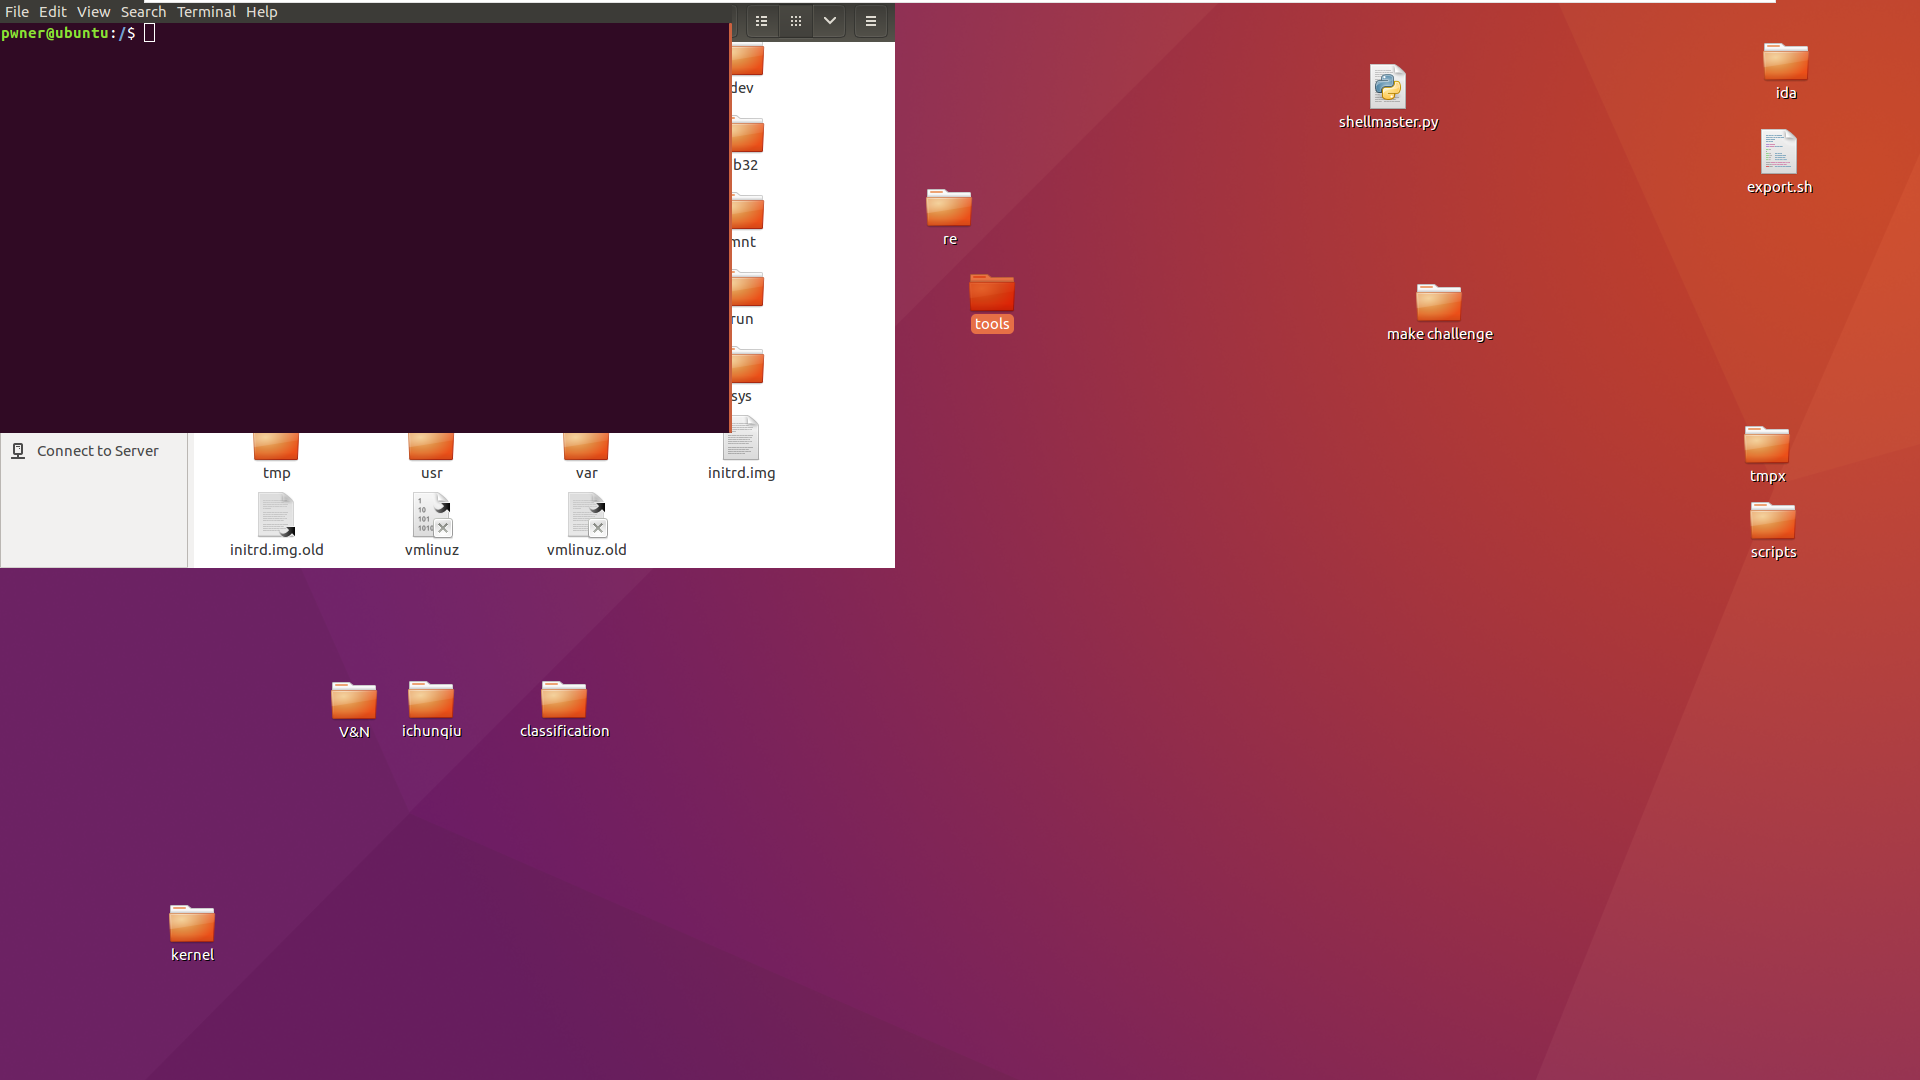 File Edit View Search Terminal Help
pwner@ubuntu:/$
dev
b32
mnt
run
sys
Connect to Server
tmp usr var initrd.img
initrd.img.old vmlinuz vmlinuz.old
shellmaster.py
ida
export.sh
re
tools
make challenge
tmpx
scripts
V&N ichunqiu classification
kernel